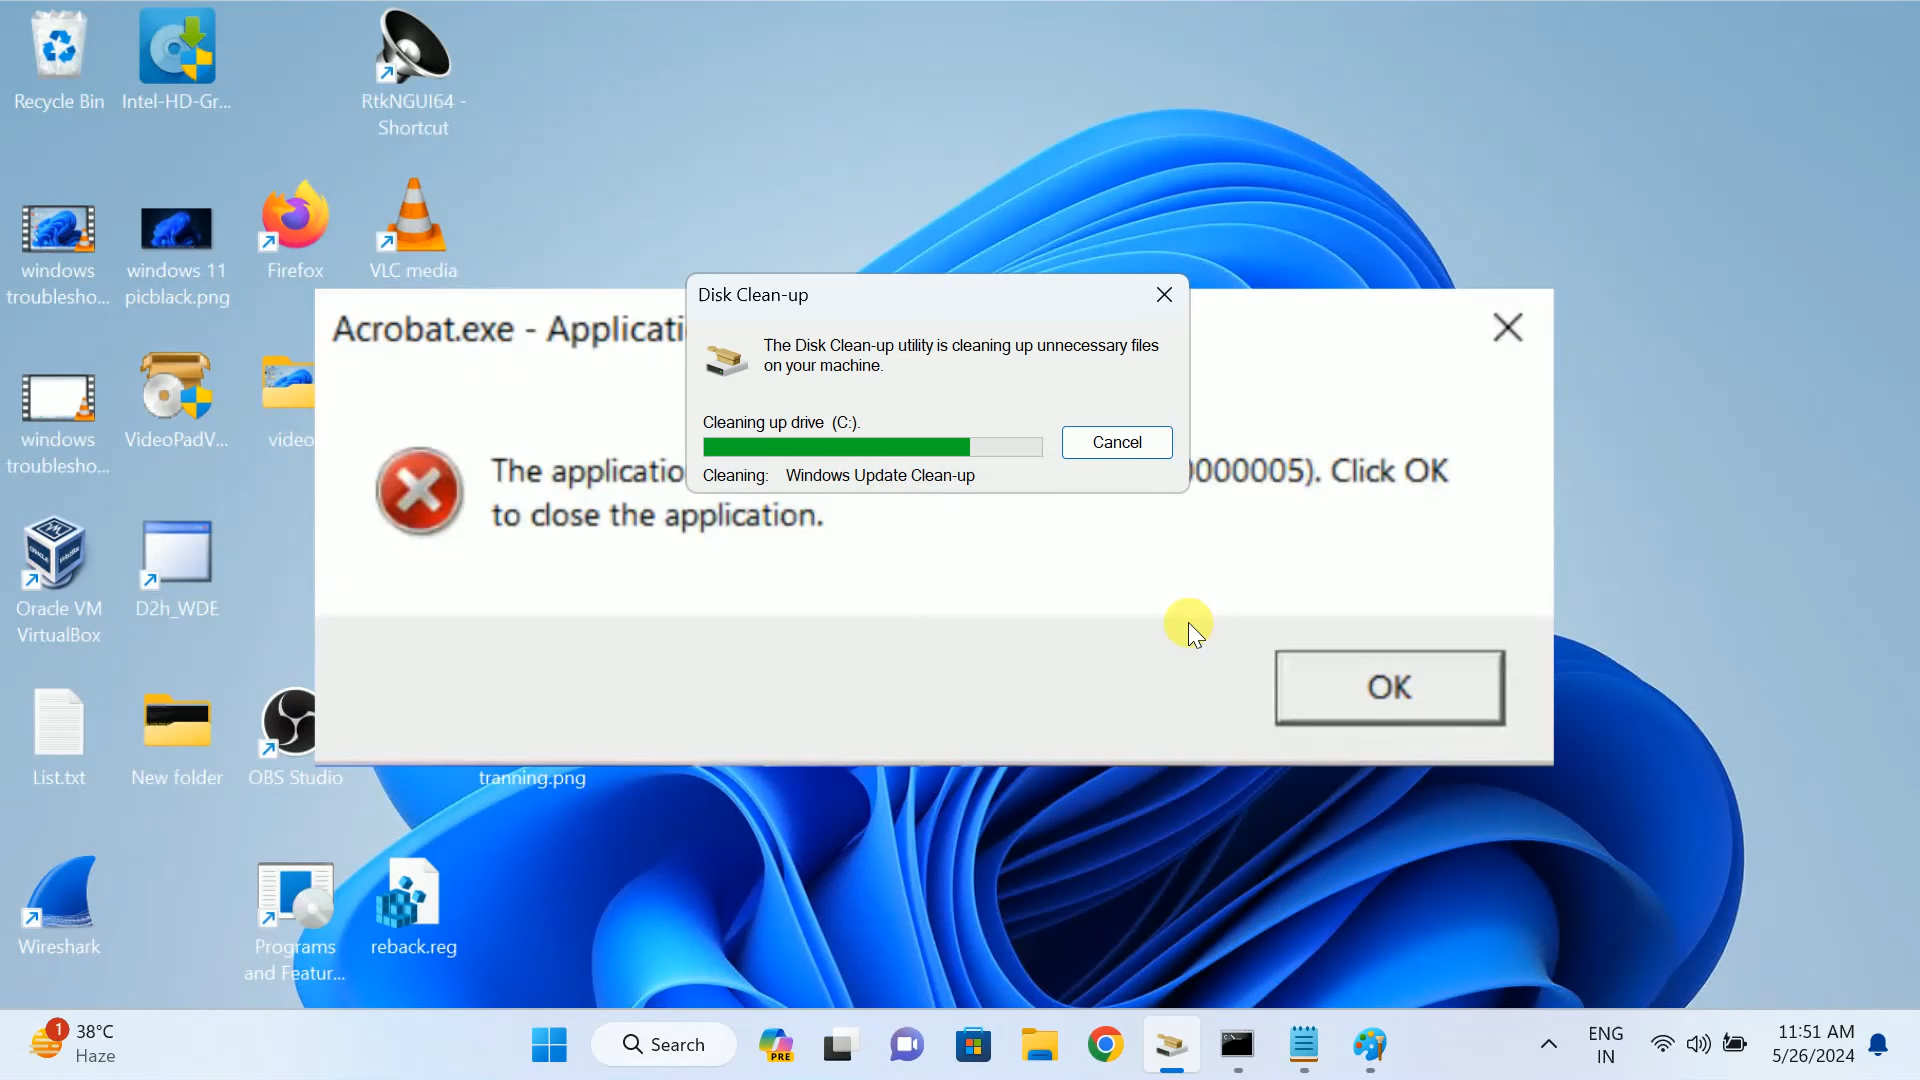 Recycle Bin
Intel-HD-Gr...
RtkNGUI64 -
Shortcut
windows
troublesho...
windows 11
picblack.png
Firefox
VLC media
Disk Clean-up
The Disk Clean-up utility is cleaning up unnecessary files
on your machine.
Cleaning up drive (C:).
Cancel
Cleaning: Windows Update Clean-up
Acrobat.exe - Applicati
The applicatio
000005). Click OK
to close the application.
OK
windows
troublesho...
VideoPadV...
video
Oracle VM
VirtualBox
D2h_WDE
List.txt
New folder
OBS Studio
tranning.png
Wireshark
Programs
and Featur...
reback.reg
1
38°C
Haze
Search
PRE
ENG
IN
11:51 AM
5/26/2024